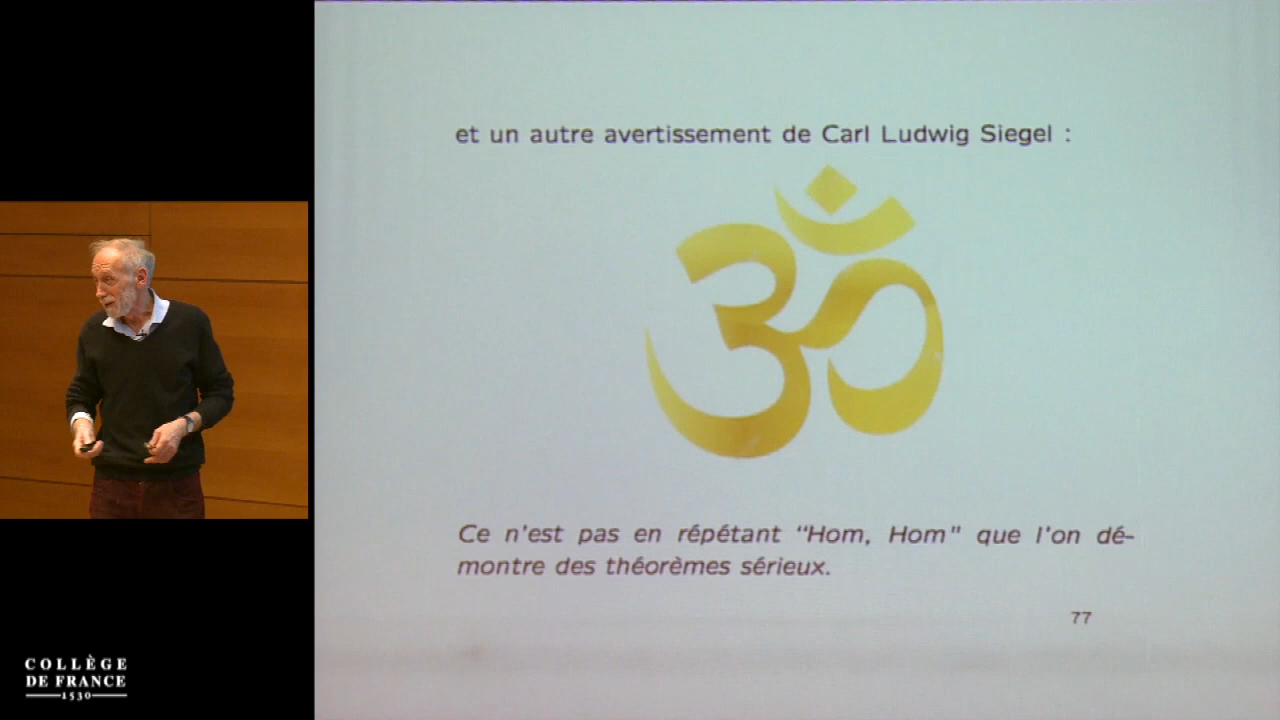 et un autre avertissement de Carl Ludwig Siegel :
ॐ
Ce n'est pas en répétant "Hom, Hom" que l'on dé-
montre des théorèmes sérieux.
77
COLLÈGE
DE FRANCE
1530